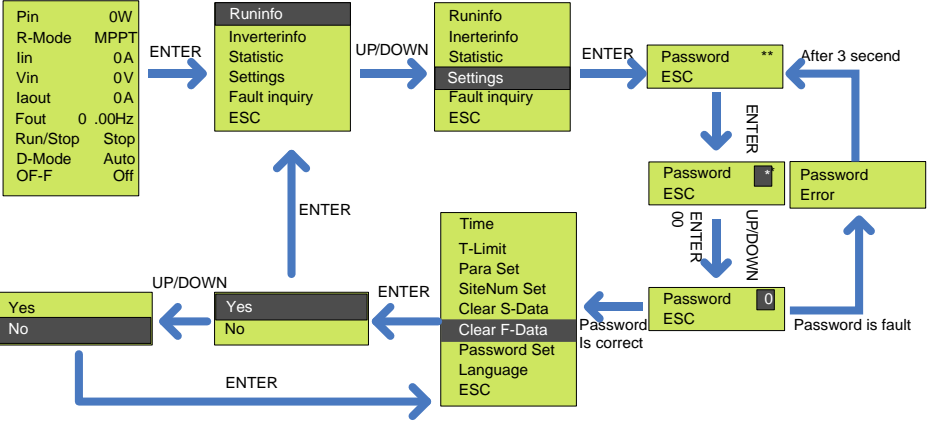 Pin 0W
R-Mode MPPT
Iin 0A
Vin 0V
Iaout 0A
Fout 0 .00Hz
Run/Stop Stop
D-Mode Auto
OF-F Off
ENTER
Runinfo
Inverterinfo
Statistic
Settings
Fault inquiry
ESC
UP/DOWN
Runinfo
Inerterinfo
Statistic
Settings
Fault inquiry
ESC
ENTER
Password **
ESC
After 3 secend
ENTER
Password **
ESC
Password
Error
UP/DOWN
ENTER
00
Password 0
ESC
Password is fault
Password
Is correct
Time
T-Limit
Para Set
SiteNum Set
Clear S-Data
Clear F-Data
Password Set
Language
ESC
ENTER
Yes
No
ENTER
UP/DOWN
Yes
No
ENTER